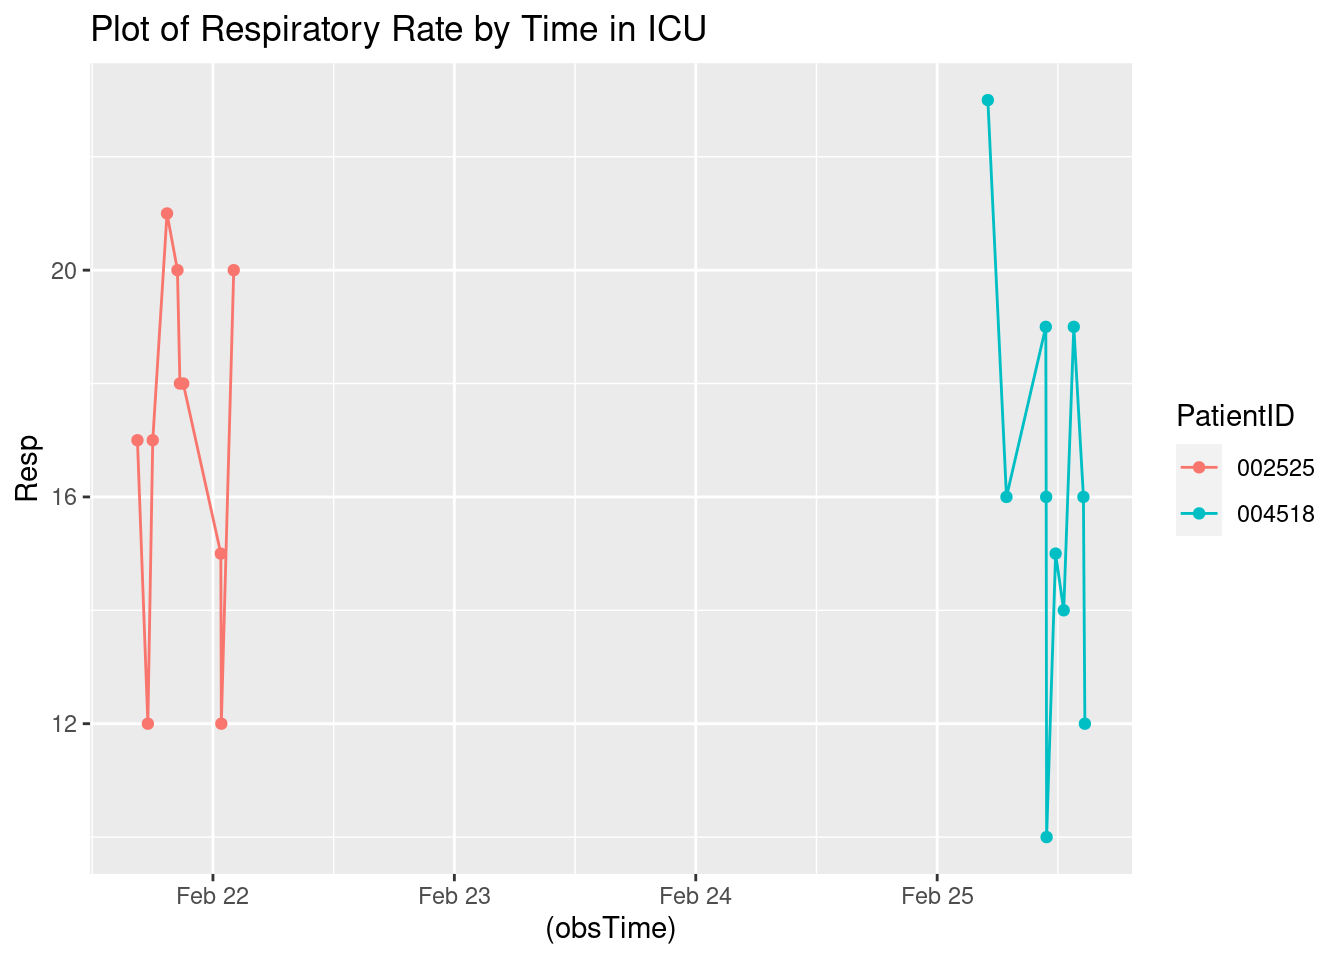 Plot of Respiratory Rate by Time in ICU
20
16
12
Resp
Feb 22
Feb 23
Feb 24
Feb 25
(obsTime)
PatientID
002525
004518